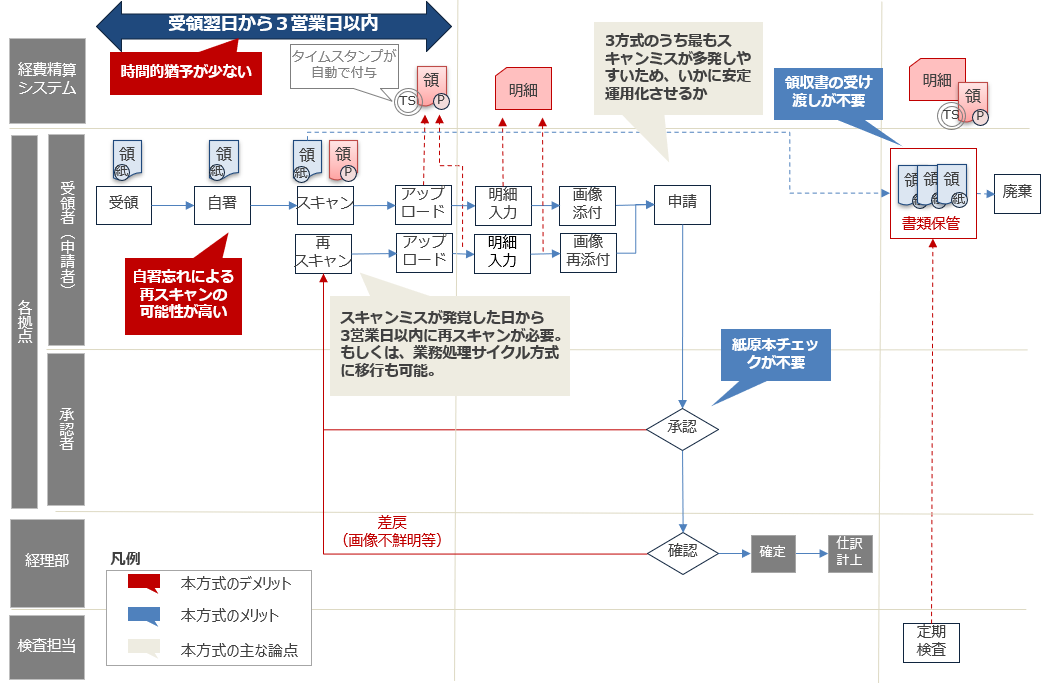 受領翌日から３営業日以内
経費精算
システム
時間的猶予が少ない
タイムスタンプが
自動で付与
領
TS
P
明細
3方式のうち最もス
キャンミスが多発しや
すいため、いかに安定
運用化させるか
領収書の受け
渡しが不要
明細
領
TS
P
各拠点
受領者（申請者）
領
紙
領
紙
領
紙
領
P
受領
自署
スキャン
アップ
ロード
明細
入力
画像
添付
申請
領
領
領
紙
書類保管
廃棄
再
スキャン
アップ
ロード
明細
入力
画像
再添付
自署忘れによる
再スキャンの
可能性が高い
スキャンミスが発覚した日から
3営業日以内に再スキャンが必要。
もしくは、業務処理サイクル方式
に移行も可能。
紙原本チェッ
クが不要
承認者
承認
差戻
（画像不鮮明等）
経理部
確認
確定
仕訳
計上
凡例
本方式のデメリット
本方式のメリット
本方式の主な論点
検査担当
定期
検査